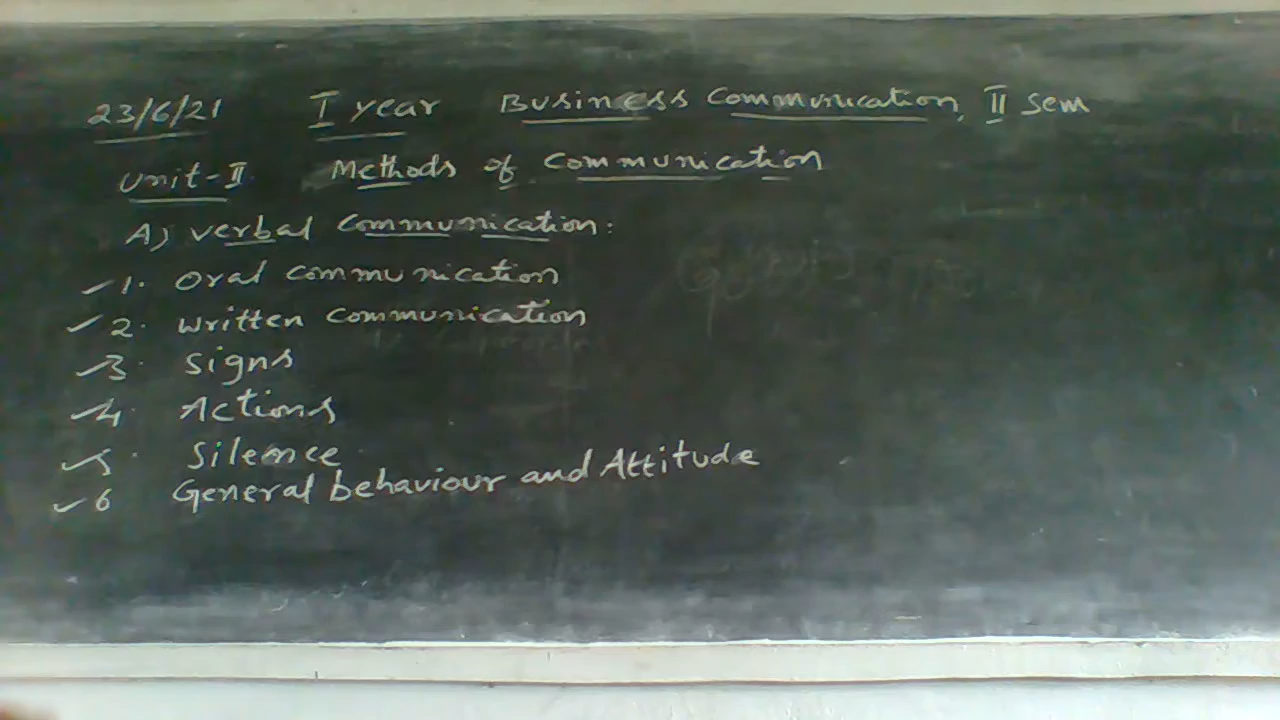 23/6/21 I year Business Communication, II sem
Unit-II Methods of Communication
A) verbal Communication:
1. Oral Communication
2. Written Communication
3. Signs
4. Actions
5. Silence
6 General behaviour and Attitude